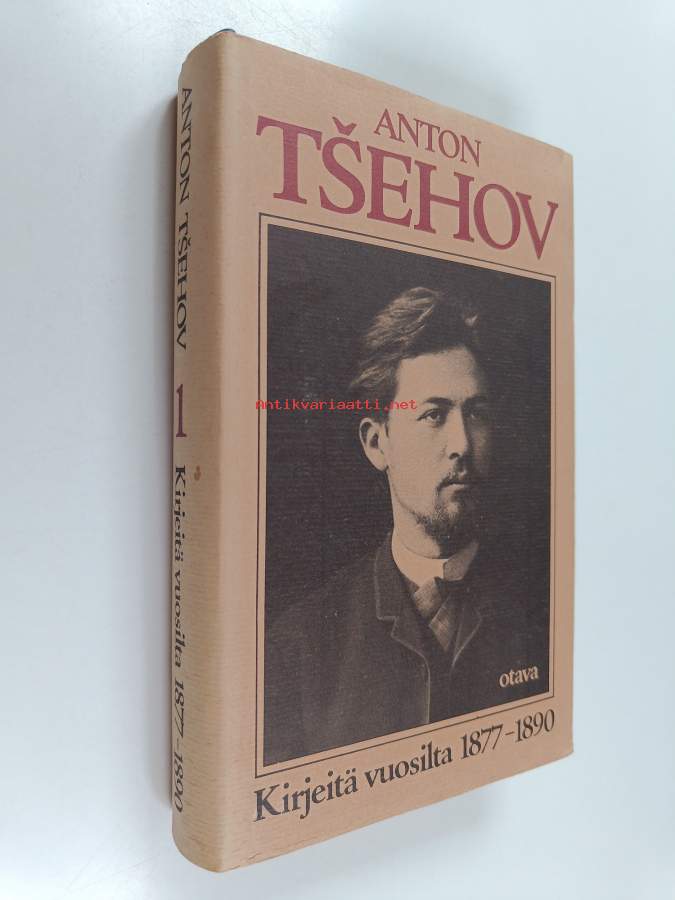 ANTON
TŠEHOV
otava
Kirjeitä vuosilta 1877–1890
ANTON TŠEHOV 1 Kirjeitä vuosilta 1877–1890
Antikvariaatti.net